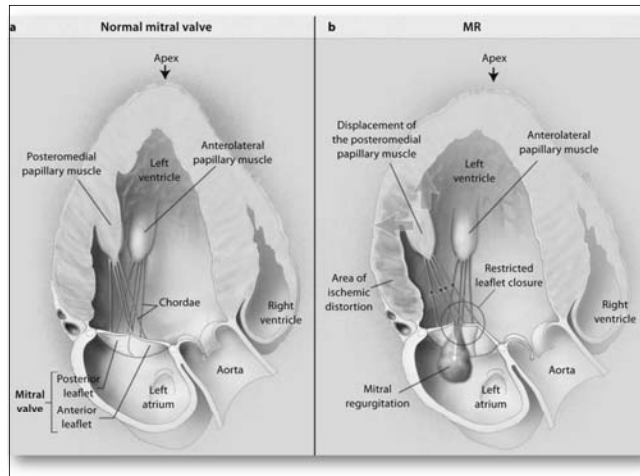 a Normal mitral valve
Apex
Posteromedial
papillary muscle
Anterolateral
papillary muscle
Left
ventricle
Chordae
Right
ventricle
Mitral
valve
Posterior
leaflet
Anterior
leaflet
Left
atrium
Aorta
b MR
Apex
Displacement of
the posteromedial
papillary muscle
Anterolateral
papillary muscle
Left
ventricle
Area of
ischemic
distortion
Restricted
leaflet closure
Right
ventricle
Mitral
regurgitation
Left
atrium
Aorta